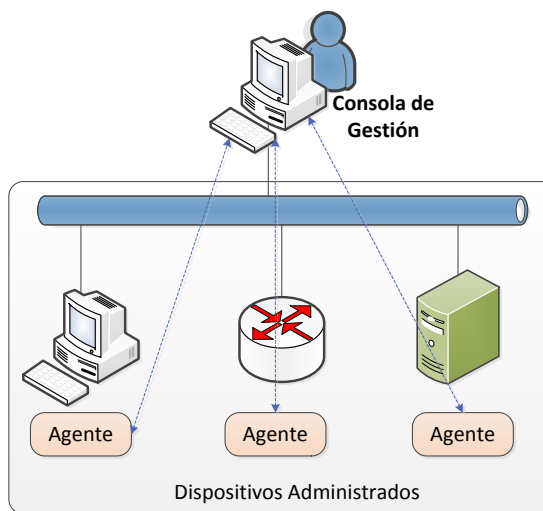 Consola de
Gestión
Agente
Agente
Agente
Dispositivos Administrados